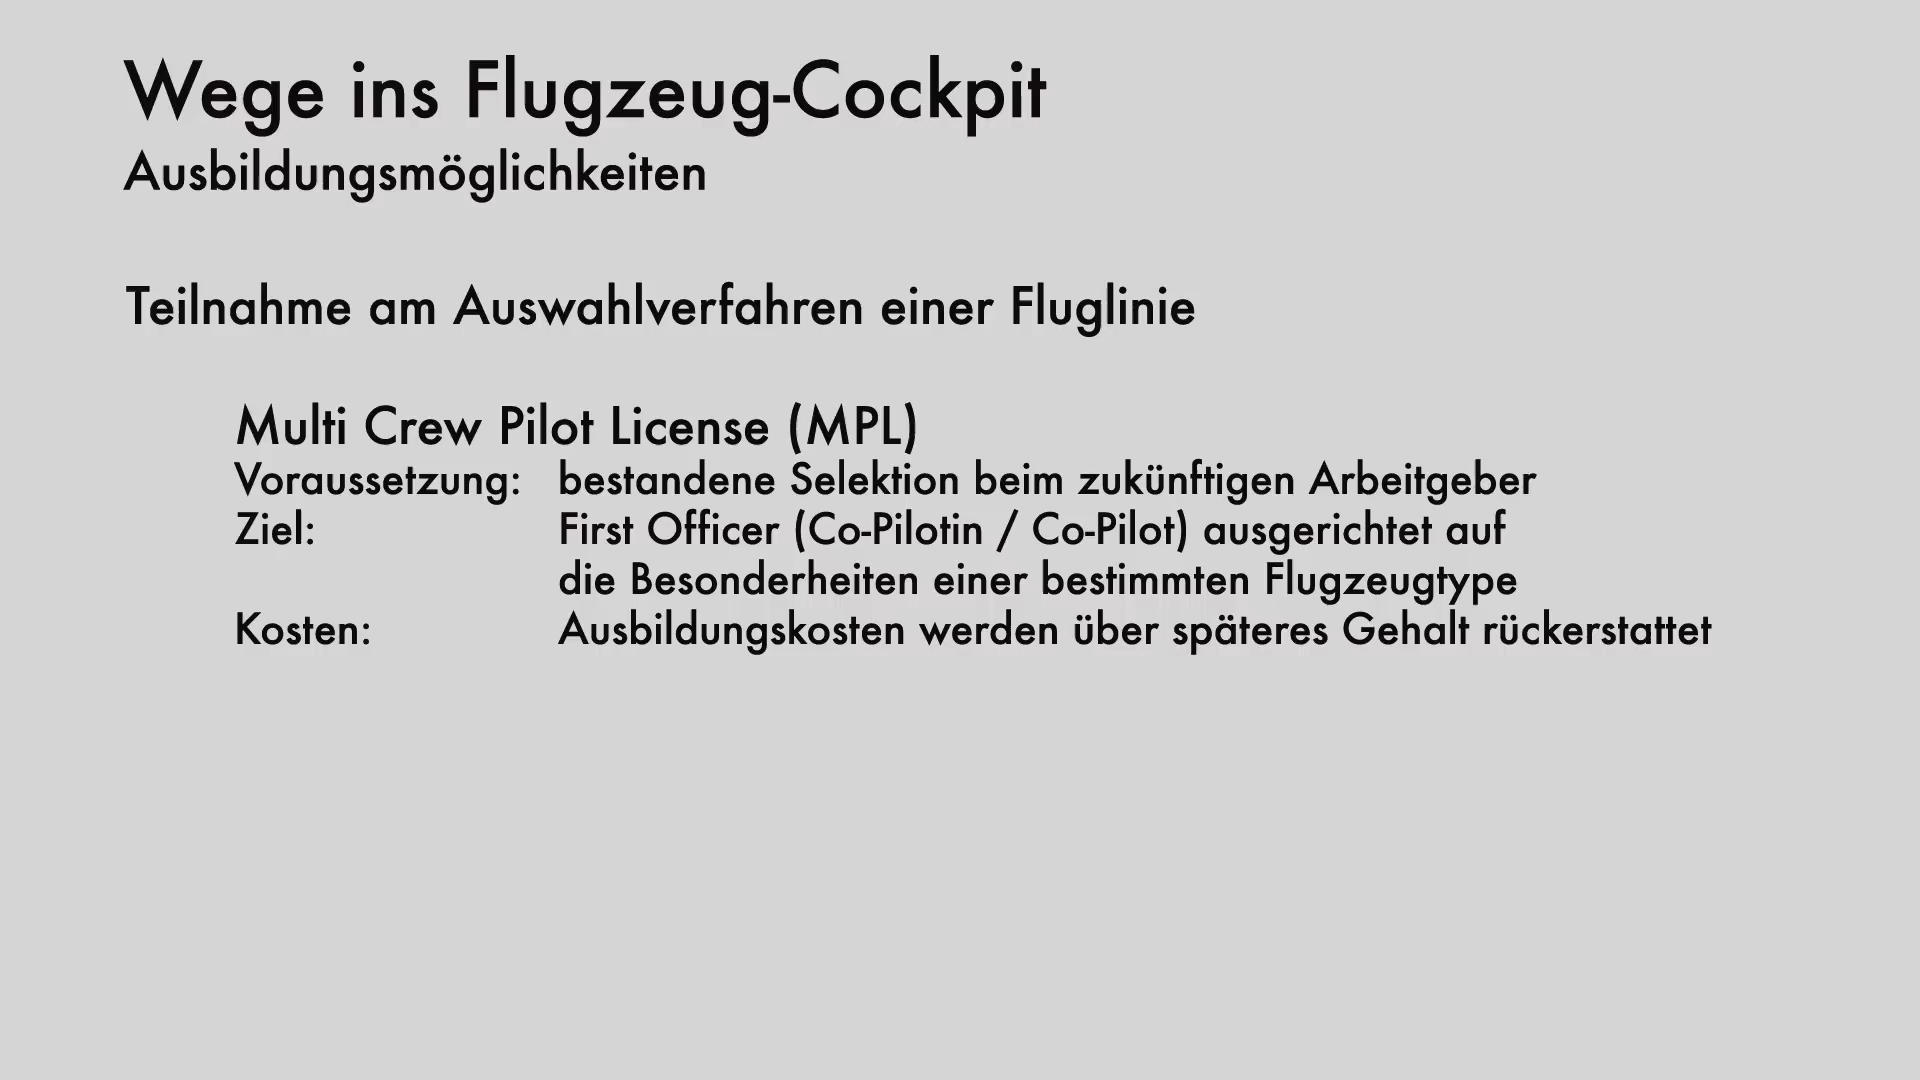 Wege ins Flugzeug-Cockpit
Ausbildungsmöglichkeiten
Teilnahme am Auswahlverfahren einer Fluglinie
Multi Crew Pilot License (MPL)
Voraussetzung: bestandene Selektion beim zukünftigen Arbeitgeber
Ziel: First Officer (Co-Pilotin / Co-Pilot) ausgerichtet auf
die Besonderheiten einer bestimmten Flugzeugtype
Kosten: Ausbildungskosten werden über späteres Gehalt rückerstattet